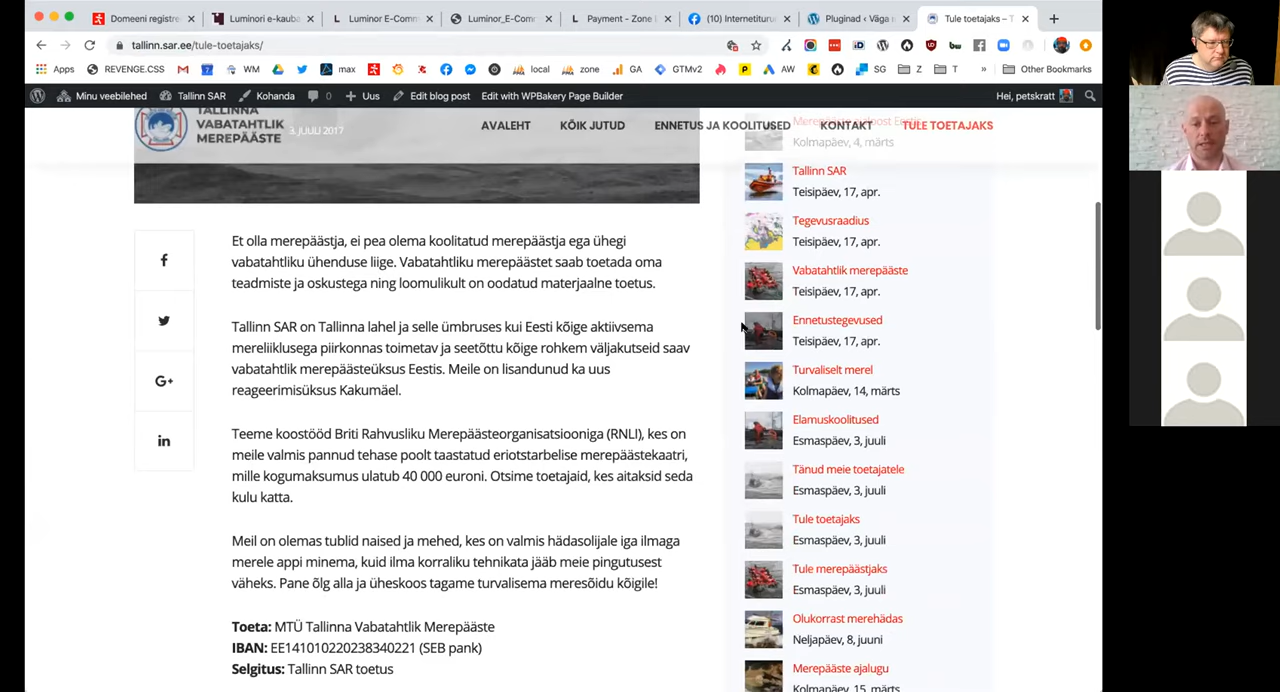 Domeeni registre
Luminori e-kauba
Luminor E-Comm
Luminor_E-Comm
Payment - Zone
(10) Internetiturun
Pluginad ‹ Väga
Tule toetajaks – T
tallinn.sar.ee/tule-toetajaks/
Apps REVENGE.CSS WM max local zone GA GTMv2 AW SG Z T » Other Bookmarks
Minu veebilehed Tallinn SAR Kohanda 0 Uus Edit blog post Edit with WPBakery Page Builder Hei, petskratt
TALLINNA
VABATAHTLIK
MEREPÄÄSTE
3. JUULI 2017
AVALEHT KÕIK JUTUD ENNETUS JA KOOLITUSED KONTAKT TULE TOETAJAKS
Et olla merepäästja, ei pea olema koolitatud merepäästja ega ühegi
vabatahtliku ühenduse liige. Vabatahtliku merepäästet saab toetada oma
teadmiste ja oskustega ning loomulikult on oodatud materjaalne toetus.
Tallinn SAR on Tallinna lahel ja selle ümbruses kui Eesti kõige aktiivsema
mereliiklusega piirkonnas toimetav ja seetõttu kõige rohkem väljakutseid saav
vabatahtlik merepäästeüksus Eestis. Meile on lisandunud ka uus
reageerimisüksus Kakumäel.
Teeme koostööd Briti Rahvusliku Merepäästeorganisatsiooniga (RNLI), kes on
meile valmis pannud tehase poolt taastatud eriotstarbelise merepäästekaatri,
mille kogumaksumus ulatub 40 000 euroni. Otsime toetajaid, kes aitaksid seda
kulu katta.
Meil on olemas tublid naised ja mehed, kes on valmis hädasolijale iga ilmaga
merele appi minema, kuid ilma korraliku tehnikata jääb meie pingutusest
väheks. Pane õlg alla ja üheskoos tagame turvalisema meresõidu kõigile!
Toeta: MTÜ Tallinna Vabatahtlik Merepääste
IBAN: EE141010220238340221 (SEB pank)
Selgitus: Tallinn SAR toetus
Kolmapäev, 4, märts
Tallinn SAR
Teisipäev, 17, apr.
Tegevusraadius
Teisipäev, 17, apr.
Vabatahtlik merepääste
Teisipäev, 17, apr.
Ennetustegevused
Teisipäev, 17, apr.
Turvaliselt merel
Kolmapäev, 14, märts
Elamuskoolitused
Esmaspäev, 3, juuli
Tänud meie toetajatele
Esmaspäev, 3, juuli
Tule toetajaks
Esmaspäev, 3, juuli
Tule merepäästjaks
Esmaspäev, 3, juuli
Olukorrast merehädas
Neljapäev, 8, juuni
Merepääste ajalugu
Kolmapäev, 15, märts